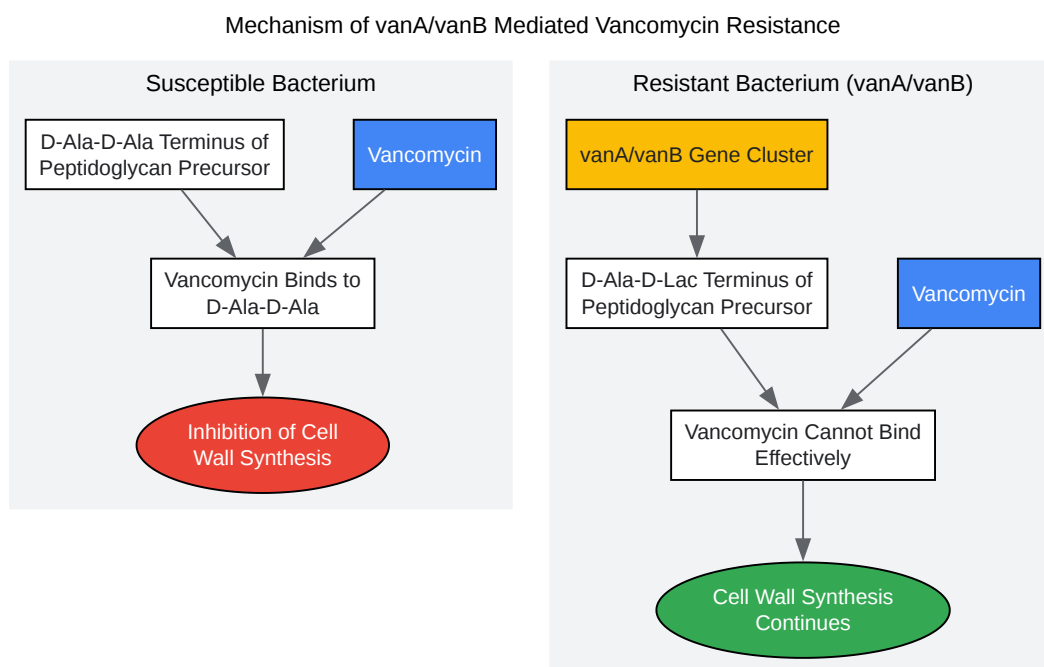 Mechanism of vanA/vanB Mediated Vancomycin Resistance
Susceptible Bacterium
D-Ala-D-Ala Terminus of
Peptidoglycan Precursor
Vancomycin
Vancomycin Binds to
D-Ala-D-Ala
Inhibition of Cell
Wall Synthesis
Resistant Bacterium (vanA/vanB)
vanA/vanB Gene Cluster
D-Ala-D-Lac Terminus of
Peptidoglycan Precursor
Vancomycin
Vancomycin Cannot Bind
Effectively
Cell Wall Synthesis
Continues